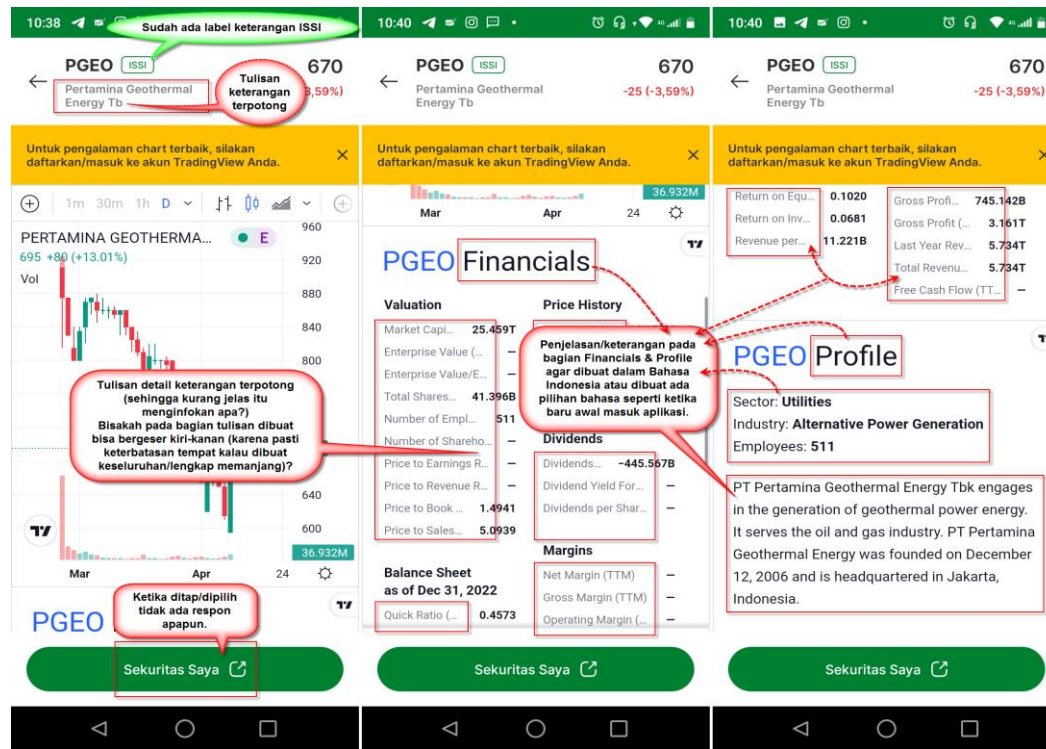 10:38
Sudah ada label keterangan ISSI
PGEO ISSI
670
Pertamina Geothermal
Energy Tb
3,59%)
Tulisan
keterangan
terpotong
Untuk pengalaman chart terbaik, silakan
daftarkan/masuk ke akun TradingView Anda.
1m 30m 1h D
PERTAMINA GEOTHERMA... E
695 +80 (+13.01%)
Vol
960
920
880
840
800
Tulisan detail keterangan terpotong
(sehingga kurang jelas itu
menginfokan apa?)
Bisakah pada bagian tulisan dibuat
bisa bergeser kiri-kanan (karena pasti
keterbatasan tempat kalau dibuat
keseluruhan/lengkap memanjang)?
640
600
36.932M
Mar Apr 24
Ketika ditap/dipilih
tidak ada respon
apapun.
PGEO
Sekuritas Saya
10:40
PGEO ISSI
670
Pertamina Geothermal
Energy Tb
-25 (-3,59%)
Untuk pengalaman chart terbaik, silakan
daftarkan/masuk ke akun TradingView Anda.
36.932M
Mar Apr 24
PGEO Financials
Valuation
Market Capi... 25.459T
Enterprise Value (... –
Enterprise Value/E... –
Total Shares... 41.396B
Number of Empl... 511
Number of Shareho... –
Price to Earnings R... –
Price to Revenue R... –
Price to Book ... 1.4941
Price to Sales... 5.0939
Balance Sheet
as of Dec 31, 2022
Quick Ratio (... 0.4573
Price History
Penjelasan/keterangan pada
bagian Financials & Profile
agar dibuat dalam Bahasa
Indonesia atau dibuat ada
pilihan bahasa seperti ketika
baru awal masuk aplikasi.
Dividends
Dividends... -445.567B
Dividend Yield For... –
Dividends per Shar... –
Margins
Net Margin (TTM) –
Gross Margin (TTM) –
Operating Margin (... –
Sekuritas Saya
10:40
PGEO ISSI
670
Pertamina Geothermal
Energy Tb
-25 (-3,59%)
Untuk pengalaman chart terbaik, silakan
daftarkan/masuk ke akun TradingView Anda.
Return on Equ... 0.1020
Return on Inv... 0.0681
Revenue per... 11.221B
Gross Profi... 745.142B
Gross Profit (... 3.161T
Last Year Rev... 5.734T
Total Revenu... 5.734T
Free Cash Flow (TT... –
PGEO Profile
Sector: Utilities
Industry: Alternative Power Generation
Employees: 511
PT Pertamina Geothermal Energy Tbk engages
in the generation of geothermal power energy.
It serves the oil and gas industry. PT Pertamina
Geothermal Energy was founded on December
12, 2006 and is headquartered in Jakarta,
Indonesia.
Sekuritas Saya